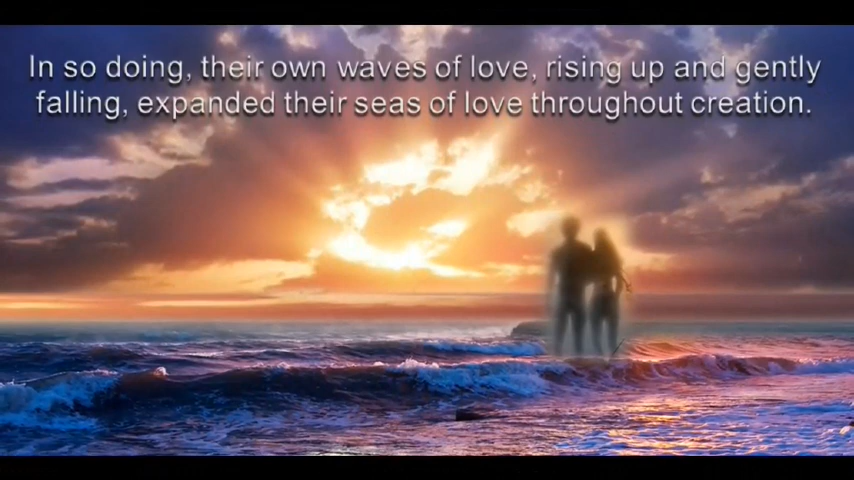 In so doing, their own waves of love, rising up and gently
falling, expanded their seas of love throughout creation.